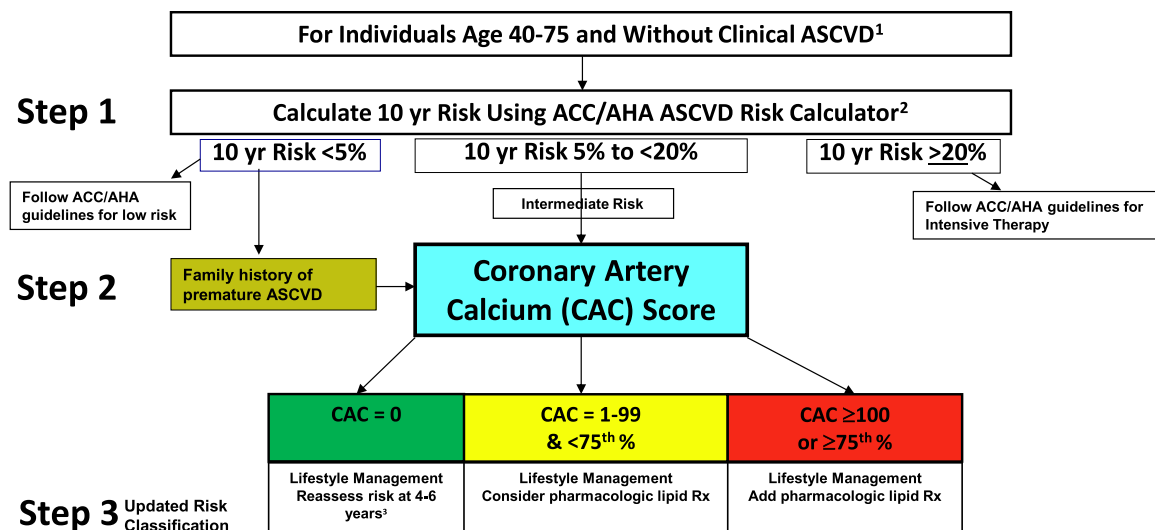 For Individuals Age 40-75 and Without Clinical ASCVD¹
Step 1
Calculate 10 yr Risk Using ACC/AHA ASCVD Risk Calculator²
10 yr Risk <5%
10 yr Risk 5% to <20%
10 yr Risk >20%
Follow ACC/AHA
guidelines for low risk
Intermediate Risk
Follow ACC/AHA guidelines for
Intensive Therapy
Step 2
Family history of
premature ASCVD
Coronary Artery
Calcium (CAC) Score
CAC = 0
CAC = 1-99
& <75th %
CAC ≥100
or ≥75th %
Step 3
Updated Risk
Classification
Lifestyle Management
Reassess risk at 4-6
years³
Lifestyle Management
Consider pharmacologic lipid Rx
Lifestyle Management
Add pharmacologic lipid Rx